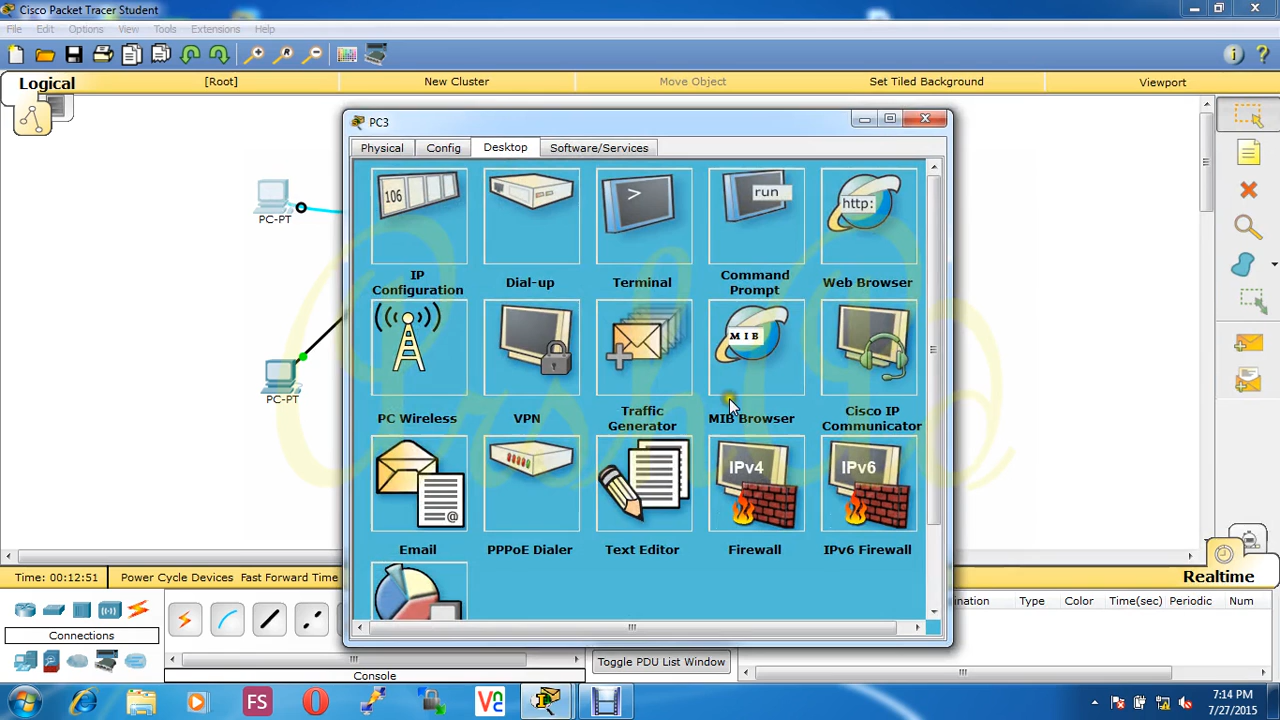 Cisco Packet Tracer Student
File Edit Options View Tools Extensions Help
Logical
[Root]
New Cluster
Move Object
Set Tiled Background
Viewport
PC-PT
PC-PT
PC3
Physical Config Desktop Software/Services
106
>
run
http:
IP
Configuration
Dial-up
Terminal
Command
Prompt
Web Browser
MIB
PC Wireless
VPN
Traffic
Generator
MIB Browser
Cisco IP
Communicator
@
IPv4
IPv6
Email
PPPoE Dialer
Text Editor
Firewall
IPv6 Firewall
Time: 00:12:51
Power Cycle Devices Fast Forward Time
Realtime
Connections
Console
Toggle PDU List Window
ination Type Color Time(sec) Periodic Num
FS
7:14 PM
7/27/2015